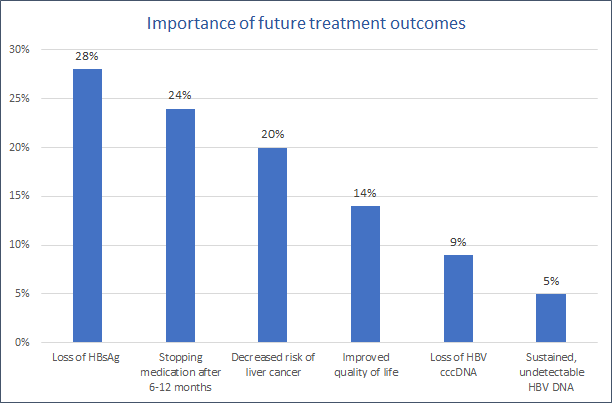 Importance of future treatment outcomes
30%
25%
20%
15%
10%
5%
0%
28%
24%
20%
14%
9%
5%
Loss of HBsAg
Stopping
medication after
6-12 months
Decreased risk of
liver cancer
Improved
quality of life
Loss of HBV
cccDNA
Sustained,
undetectable
HBV DNA